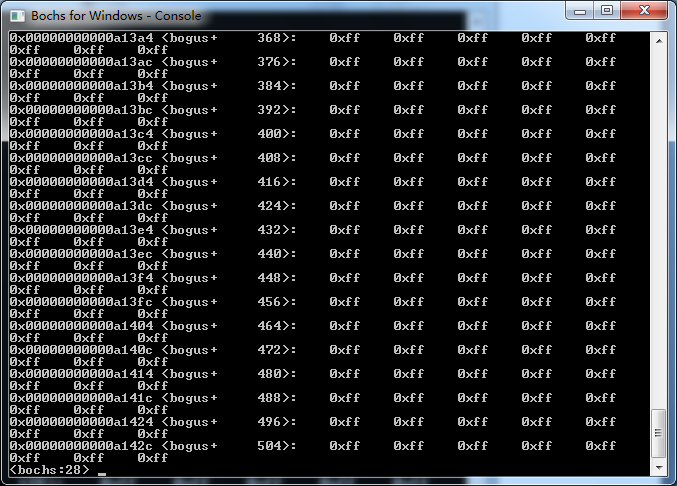 Bochs for Windows - Console
0x00000000000a13a4 <bogus+     368>:    0xff    0xff    0xff    0xff    0xff
0xff    0xff    0xff
0x00000000000a13ac <bogus+     376>:    0xff    0xff    0xff    0xff    0xff
0xff    0xff    0xff
0x00000000000a13b4 <bogus+     384>:    0xff    0xff    0xff    0xff    0xff
0xff    0xff    0xff
0x00000000000a13bc <bogus+     392>:    0xff    0xff    0xff    0xff    0xff
0xff    0xff    0xff
0x00000000000a13c4 <bogus+     400>:    0xff    0xff    0xff    0xff    0xff
0xff    0xff    0xff
0x00000000000a13cc <bogus+     408>:    0xff    0xff    0xff    0xff    0xff
0xff    0xff    0xff
0x00000000000a13d4 <bogus+     416>:    0xff    0xff    0xff    0xff    0xff
0xff    0xff    0xff
0x00000000000a13dc <bogus+     424>:    0xff    0xff    0xff    0xff    0xff
0xff    0xff    0xff
0x00000000000a13e4 <bogus+     432>:    0xff    0xff    0xff    0xff    0xff
0xff    0xff    0xff
0x00000000000a13ec <bogus+     440>:    0xff    0xff    0xff    0xff    0xff
0xff    0xff    0xff
0x00000000000a13f4 <bogus+     448>:    0xff    0xff    0xff    0xff    0xff
0xff    0xff    0xff
0x00000000000a13fc <bogus+     456>:    0xff    0xff    0xff    0xff    0xff
0xff    0xff    0xff
0x00000000000a1404 <bogus+     464>:    0xff    0xff    0xff    0xff    0xff
0xff    0xff    0xff
0x00000000000a140c <bogus+     472>:    0xff    0xff    0xff    0xff    0xff
0xff    0xff    0xff
0x00000000000a1414 <bogus+     480>:    0xff    0xff    0xff    0xff    0xff
0xff    0xff    0xff
0x00000000000a141c <bogus+     488>:    0xff    0xff    0xff    0xff    0xff
0xff    0xff    0xff
0x00000000000a1424 <bogus+     496>:    0xff    0xff    0xff    0xff    0xff
0xff    0xff    0xff
0x00000000000a142c <bogus+     504>:    0xff    0xff    0xff    0xff    0xff
0xff    0xff    0xff
<bochs:28> _